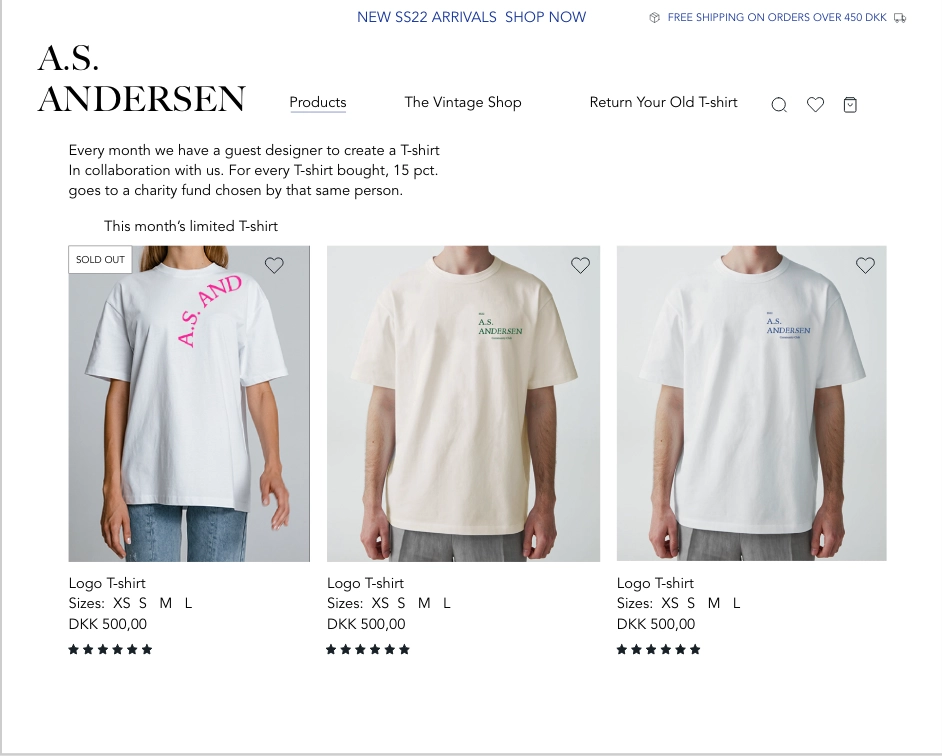 NEW SS22 ARRIVALS SHOP NOW
FREE SHIPPING ON ORDERS OVER 450 DKK
A.S.
ANDERSEN
Products
The Vintage Shop
Return Your Old T-shirt
Every month we have a guest designer to create a T-shirt
In collaboration with us. For every T-shirt bought, 15 pct.
goes to a charity fund chosen by that same person.
This month’s limited T-shirt
SOLD OUT
A.S. AND
A.S.
ANDERSEN
A.S.
ANDERSEN
Logo T-shirt
Sizes: XS S M L
DKK 500,00
Logo T-shirt
Sizes: XS S M L
DKK 500,00
Logo T-shirt
Sizes: XS S M L
DKK 500,00